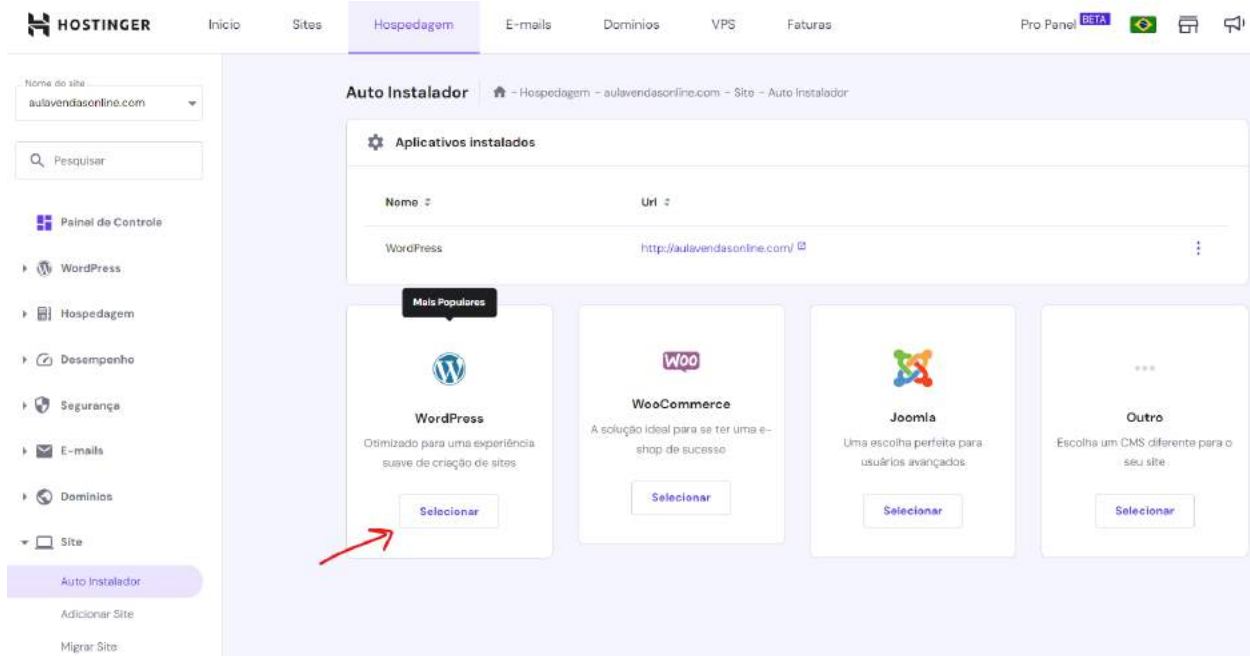 HOSTINGER
Início
Sites
Hospedagem
E-mails
Domínios
VPS
Faturas
Pro Panel BETA
Nome do site
aulavendasonline.com
Pesquisar
Painel de Controle
WordPress
Hospedagem
Desempenho
Segurança
E-mails
Domínios
Site
Auto Instalador
Adicionar Site
Migrar Site
Auto Instalador
- Hospedagem - aulavendasonline.com - Site - Auto Instalador
Aplicativos instalados
Nome
Url
WordPress
http://aulavendasonline.com/
Mais Populares
WordPress
Otimizado para uma experiência
suave de criação de sites
Selecionar
Woo
WooCommerce
A solução ideal para se ter uma e-
shop de sucesso
Selecionar
Joomla
Uma escolha perfeita para
usuários avançados
Selecionar
Outro
Escolha um CMS diferente para o
seu site
Selecionar